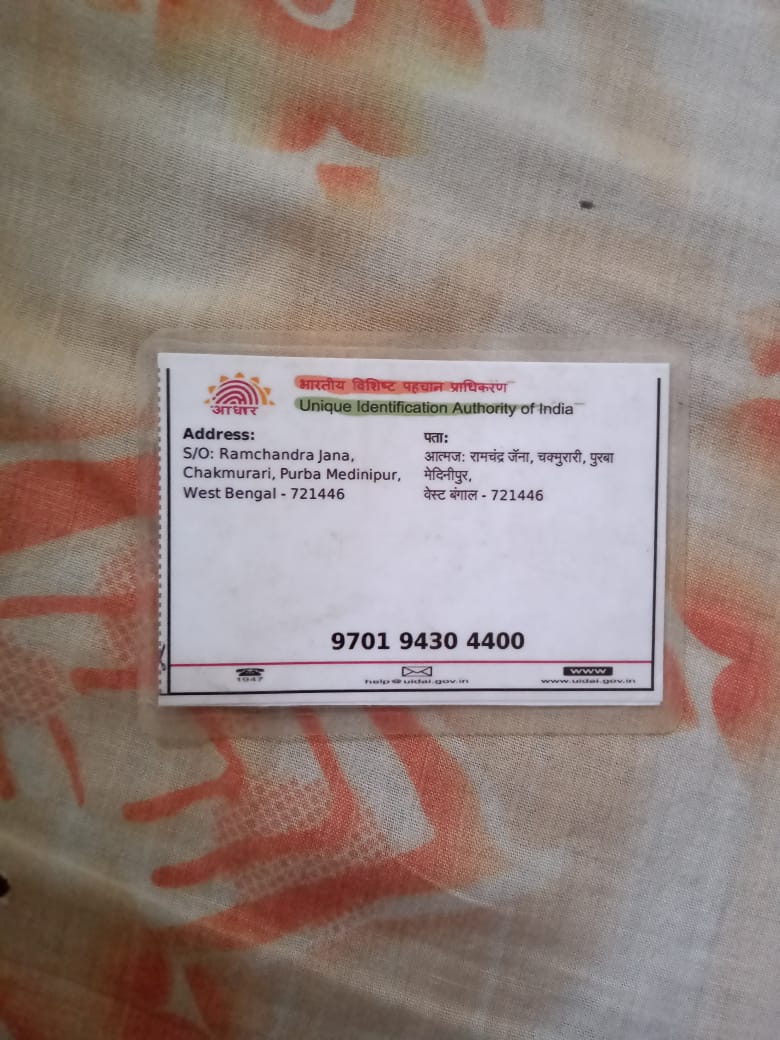 भारतीय विशिष्ट पहचान प्राधिकरण
Unique Identification Authority of India
आधार
Address:
S/O: Ramchandra Jana,
Chakmurari, Purba Medinipur,
West Bengal - 721446
पता:
आत्मज: रामचंद्र जॅना, चक्मुरारी, पुरबा
मेदिनीपुर,
वेस्ट बंगाल - 721446
9701 9430 4400
1947
help@uidai.gov.in
www
www.uidai.gov.in